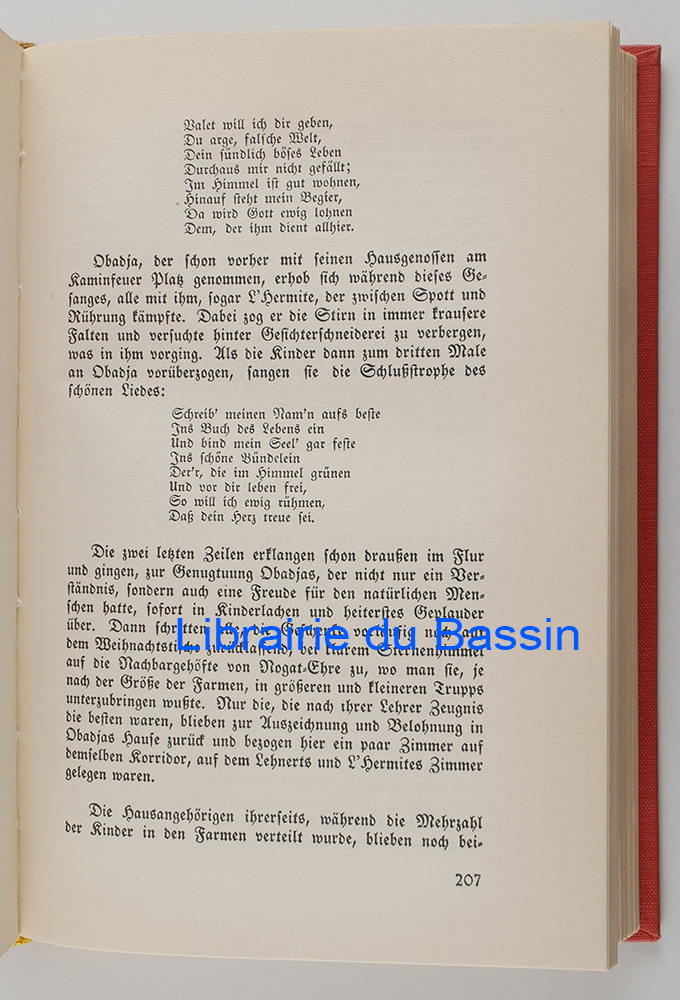 Valet will ich dir geben,
Du arge, falsche Welt,
Dein sündlich böses Leben
Durchaus mir nicht gefällt;
Im Himmel ist gut wohnen,
Hinauf steht mein Begier,
Da wird Gott ewig lohnen
Dem, der ihm dient allhier.
Obadja, der schon vorher mit seinen Hausgenossen am
Kaminfeuer Platz genommen, erhob sich während dieses Ge-
sanges, alle mit ihm, sogar L'Hermite, der zwischen Spott und
Rührung kämpfte. Dabei zog er die Stirn in immer krausere
Falten und versuchte hinter Gesichterschneiderei zu verbergen,
was in ihm vorging. Als die Kinder dann zum dritten Male
an Obadja vorüberzogen, sangen sie die Schlußstrophe des
schönen Liedes:
Schreib' meinen Nam'n aufs beste
Ins Buch des Lebens ein
Und bind mein Seel' gar feste
Ins schöne Bündelein
Der'r, die im Himmel grünen
Und vor dir leben frei,
So will ich ewig rühmen,
Daß dein Herz treue sei.
Die zwei letzten Zeilen erklangen schon draußen im Flur
und gingen, zur Genugtuung Obadjas, der nicht nur ein Ver-
ständnis, sondern auch eine Freude für den natürlichen Men-
schen hatte, sofort in Kinderlachen und heiterstes Geplauder
über. Dann schritten alle, die Geschenke vorläufig noch auf
dem Weihnachtstische zurücklassend, bei klarem Sternenhimmel
auf die Nachbargehöfte von Nogat-Ehre zu, wo man sie, je
nach der Größe der Farmen, in größeren und kleineren Trupps
unterzubringen wußte. Nur die, die nach ihrer Lehrer Zeugnis
die besten waren, blieben zur Auszeichnung und Belohnung in
Obadjas Hause zurück und bezogen hier ein paar Zimmer auf
demselben Korridor, auf dem Lehnerts und L'Hermites Zimmer
gelegen waren.
Die Hausangehörigen ihrerseits, während die Mehrzahl
der Kinder in den Farmen verteilt wurde, blieben noch bei-
207
Librairie du Bassin